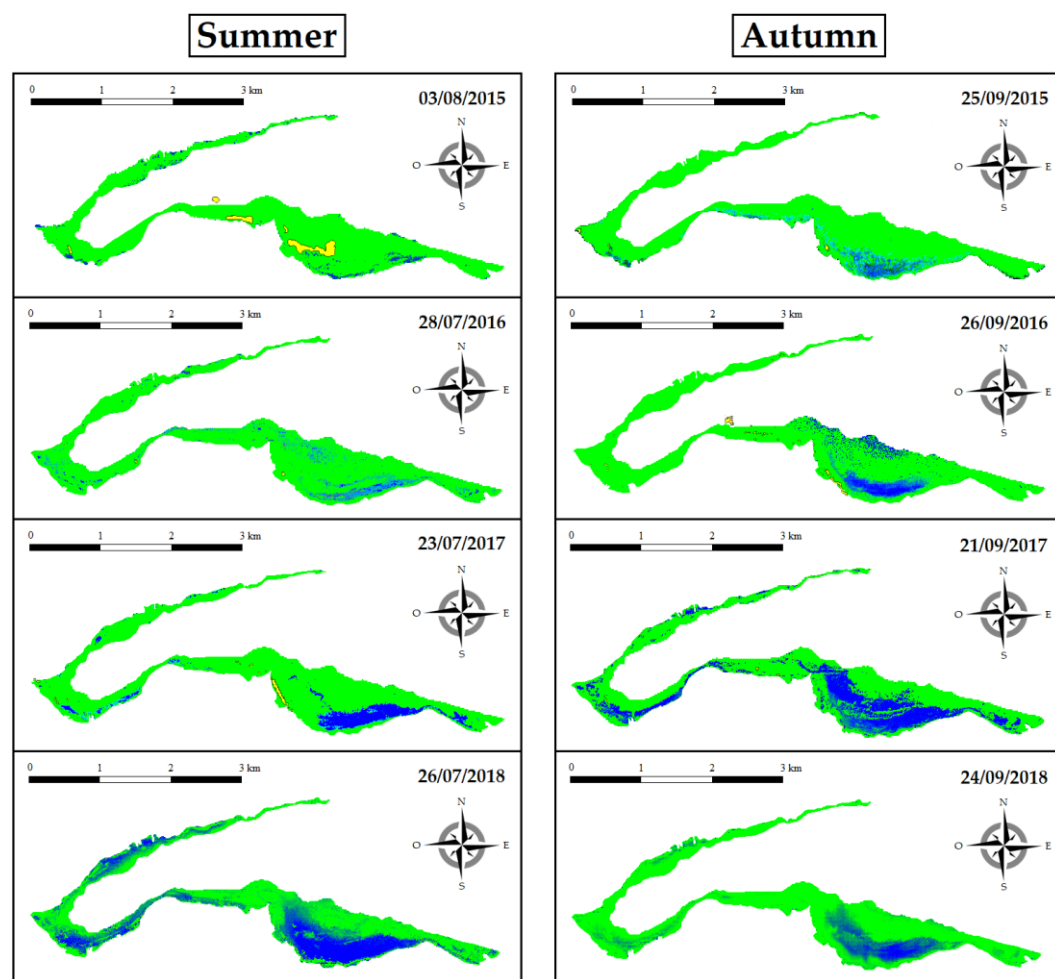 Summer
Autumn
0 1 2 3 km
03/08/2015
N
O E
S
0 1 2 3 km
25/09/2015
N
O E
S
0 1 2 3 km
28/07/2016
N
O E
S
0 1 2 3 km
26/09/2016
N
O E
S
0 1 2 3 km
23/07/2017
N
O E
S
0 1 2 3 km
21/09/2017
N
O E
S
0 1 2 3 km
26/07/2018
N
O E
S
0 1 2 3 km
24/09/2018
N
O E
S